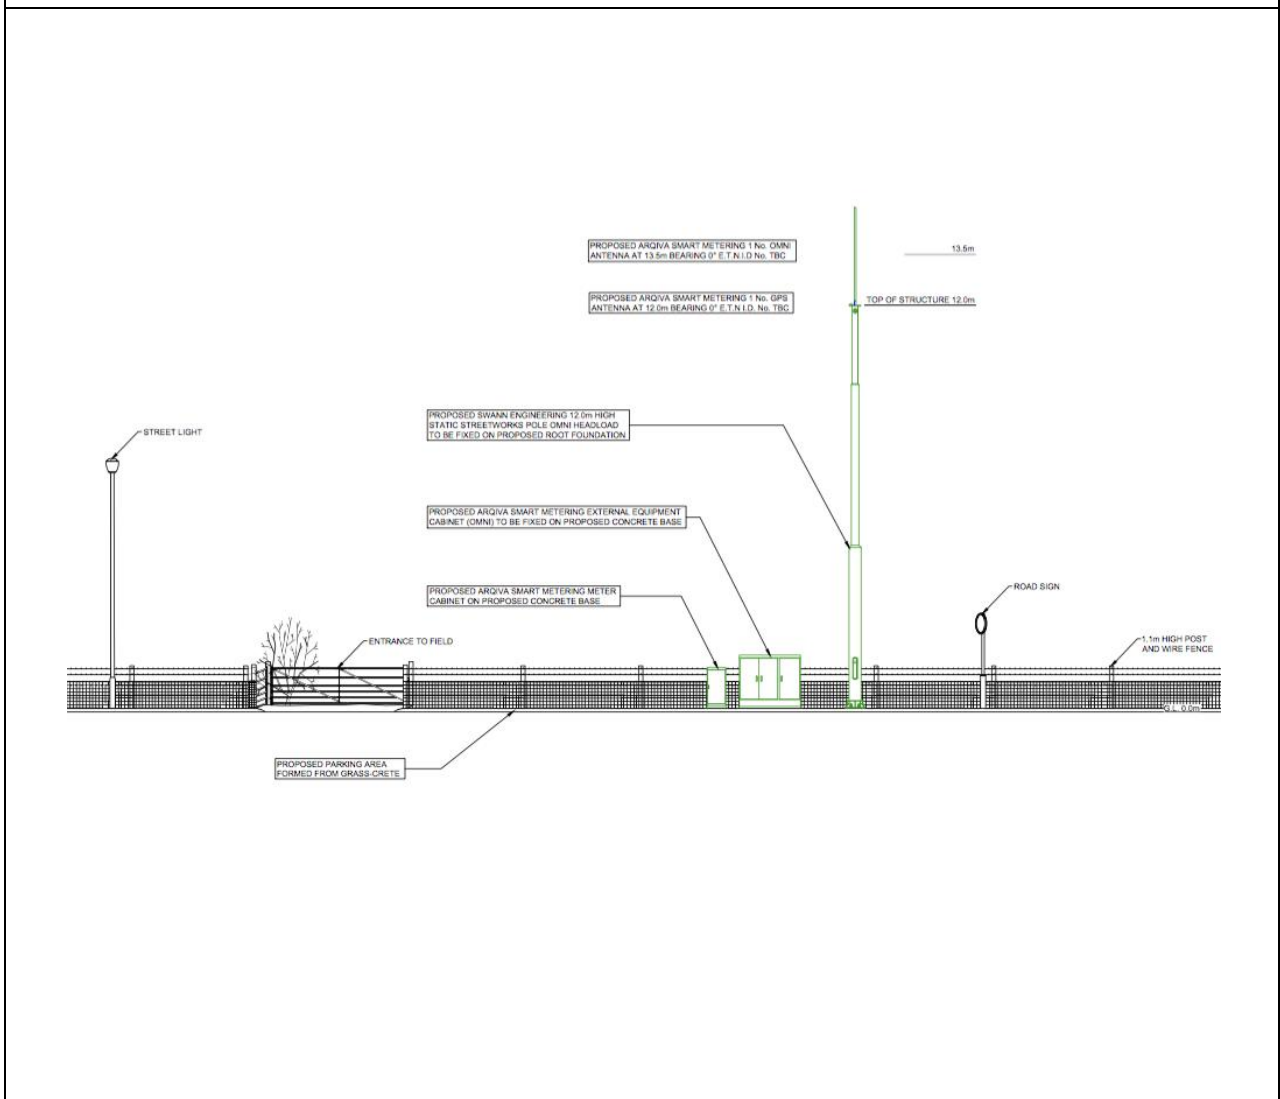 PROPOSED ARQIVA SMART METERING 1 No. OMNI
ANTENNA AT 13.5m BEARING 0° E.T.N I.D No. TBC
13.5m
PROPOSED ARQIVA SMART METERING 1 No. GPS
ANTENNA AT 12.0m BEARING 0° E.T.N I.D. No. TBC
TOP OF STRUCTURE 12.0m
PROPOSED SWANN ENGINEERING 12.0m HIGH
STATIC STREETWORKS POLE OMNI HEADLOAD
TO BE FIXED ON PROPOSED ROOT FOUNDATION
STREET LIGHT
PROPOSED ARQIVA SMART METERING EXTERNAL EQUIPMENT
CABINET (OMNI) TO BE FIXED ON PROPOSED CONCRETE BASE
PROPOSED ARQIVA SMART METERING METER
CABINET ON PROPOSED CONCRETE BASE
ROAD SIGN
ENTRANCE TO FIELD
1.1m HIGH POST
AND WIRE FENCE
G.L. 0.0m
PROPOSED PARKING AREA
FORMED FROM GRASS-CRETE